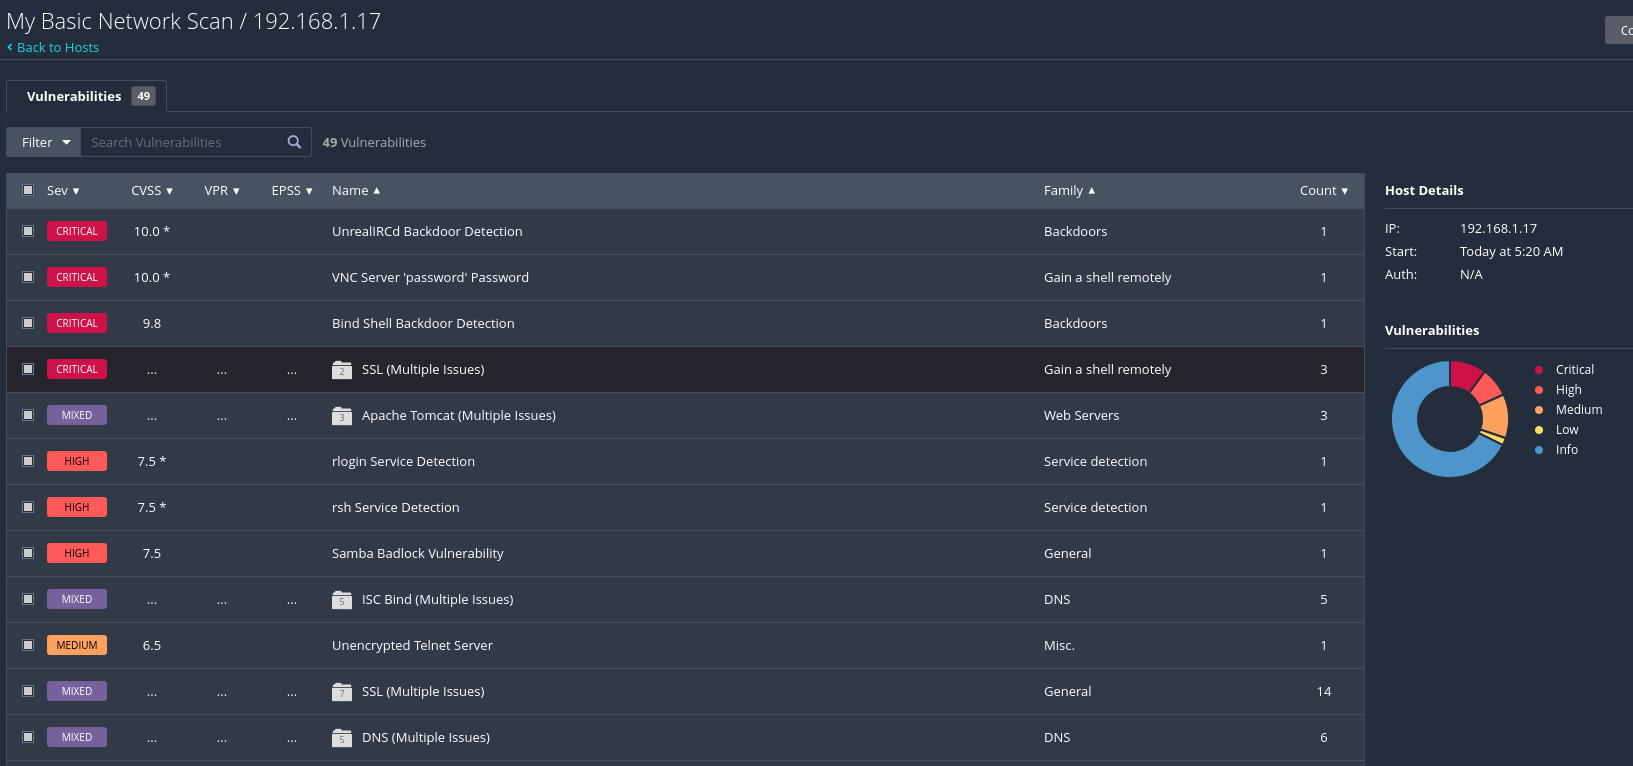 My Basic Network Scan / 192.168.1.17
Back to Hosts
Vulnerabilities 49
Filter Search Vulnerabilities 49 Vulnerabilities
Sev CVSS VPR EPSS Name Family Count
CRITICAL 10.0 * UnrealIRCd Backdoor Detection Backdoors 1
CRITICAL 10.0 * VNC Server 'password' Password Gain a shell remotely 1
CRITICAL 9.8 Bind Shell Backdoor Detection Backdoors 1
CRITICAL ... ... ... 2 SSL (Multiple Issues) Gain a shell remotely 3
MIXED ... ... ... 3 Apache Tomcat (Multiple Issues) Web Servers 3
HIGH 7.5 * rlogin Service Detection Service detection 1
HIGH 7.5 * rsh Service Detection Service detection 1
HIGH 7.5 Samba Badlock Vulnerability General 1
MIXED ... ... ... 5 ISC Bind (Multiple Issues) DNS 5
MEDIUM 6.5 Unencrypted Telnet Server Misc. 1
MIXED ... ... ... 7 SSL (Multiple Issues) General 14
MIXED ... ... ... 5 DNS (Multiple Issues) DNS 6
Host Details
IP: 192.168.1.17
Start: Today at 5:20 AM
Auth: N/A
Vulnerabilities
Critical
High
Medium
Low
Info